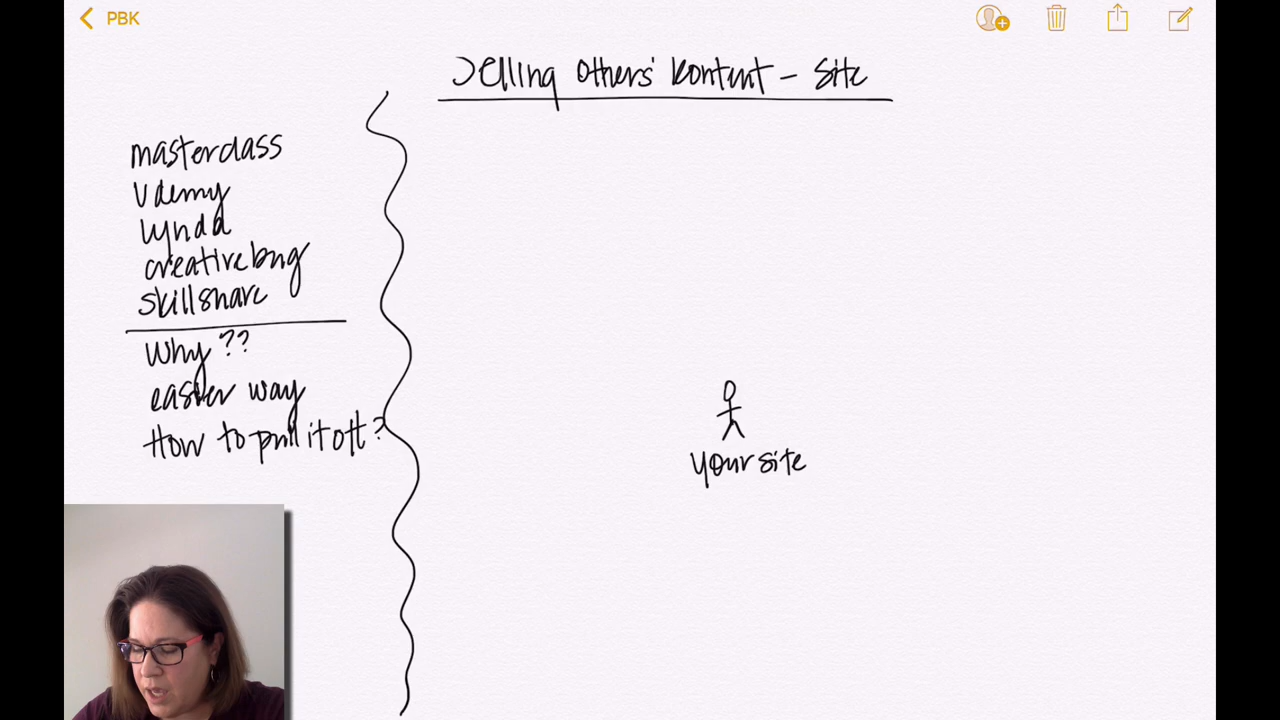 PBK
Selling Others' Kontent - Site
masterclass
Udemy
Lynda
creativebug
skillshare
Why ??
easier way
How to pull it off?
your site